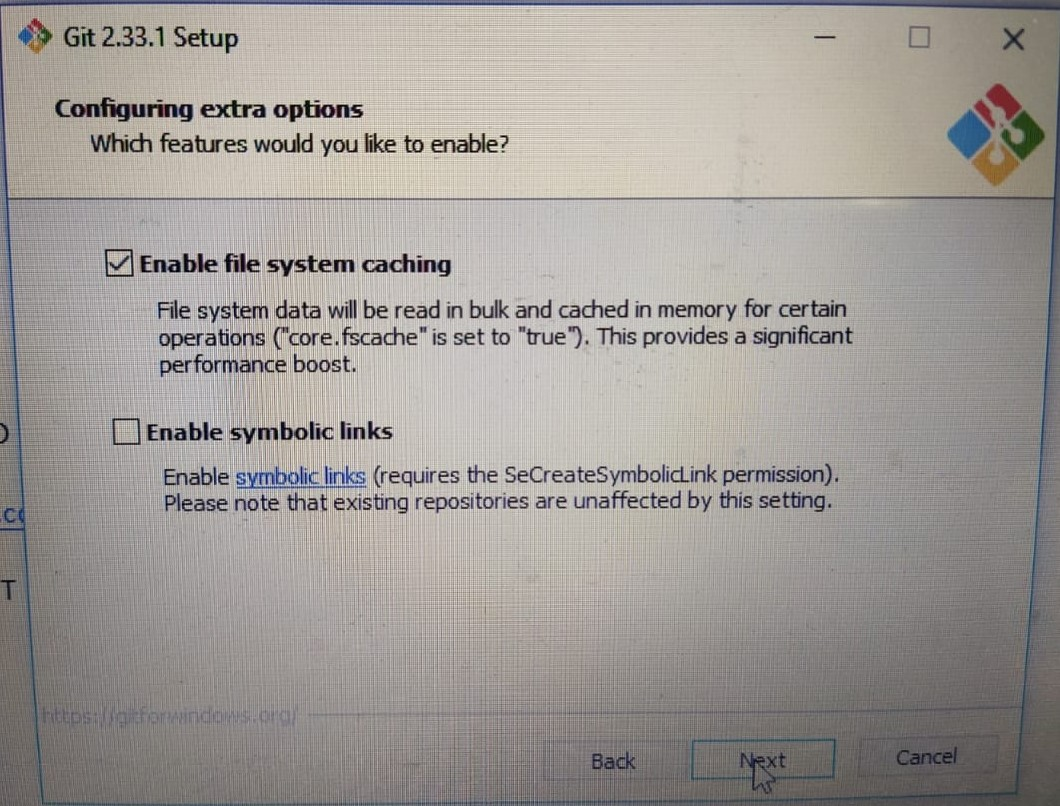 Git 2.33.1 Setup
Configuring extra options
Which features would you like to enable?
Enable file system caching
File system data will be read in bulk and cached in memory for certain
operations ("core.fscache" is set to "true"). This provides a significant
performance boost.
Enable symbolic links
Enable symbolic links (requires the SeCreateSymbolicLink permission).
Please note that existing repositories are unaffected by this setting.
T
https://gitforwindows.org/
Back
Next
Cancel